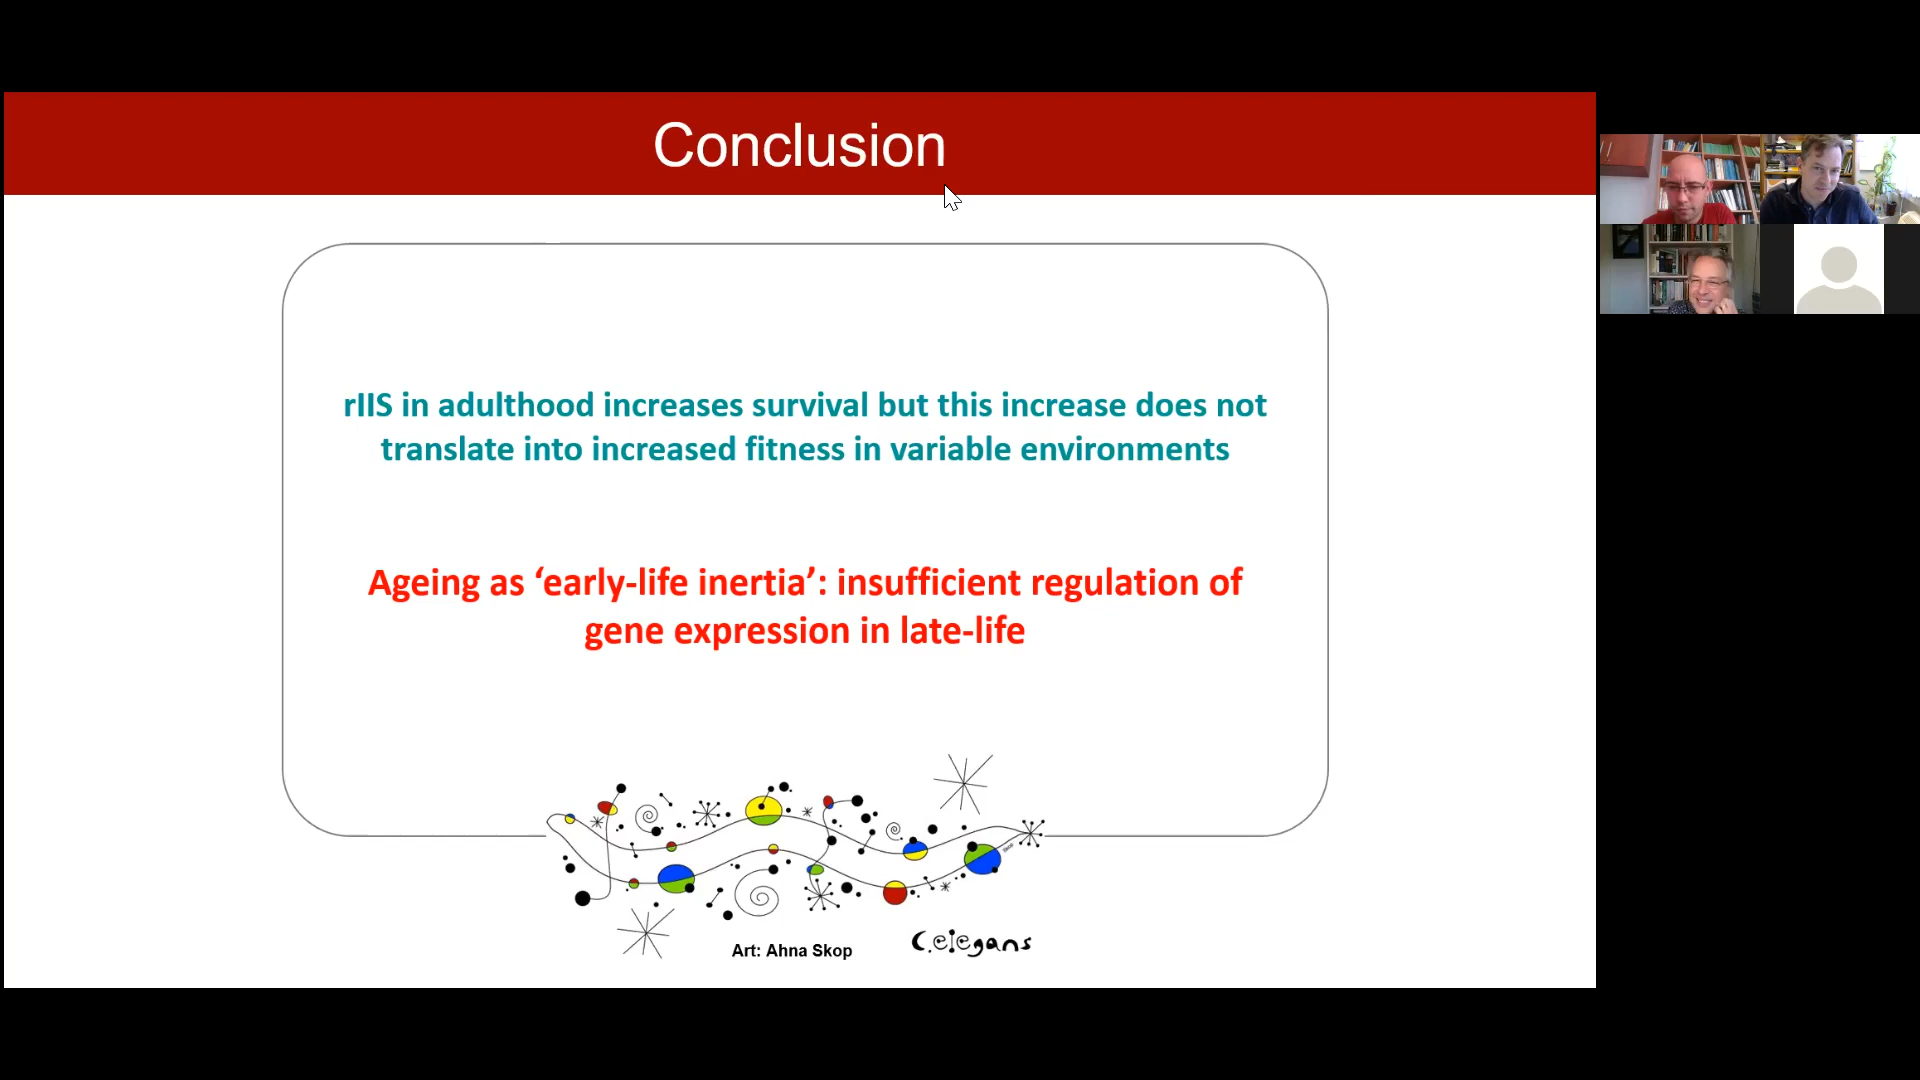 Conclusion
rIIS in adulthood increases survival but this increase does not
translate into increased fitness in variable environments
Ageing as ‘early-life inertia’: insufficient regulation of
gene expression in late-life
Art: Ahna Skop
C.elegans